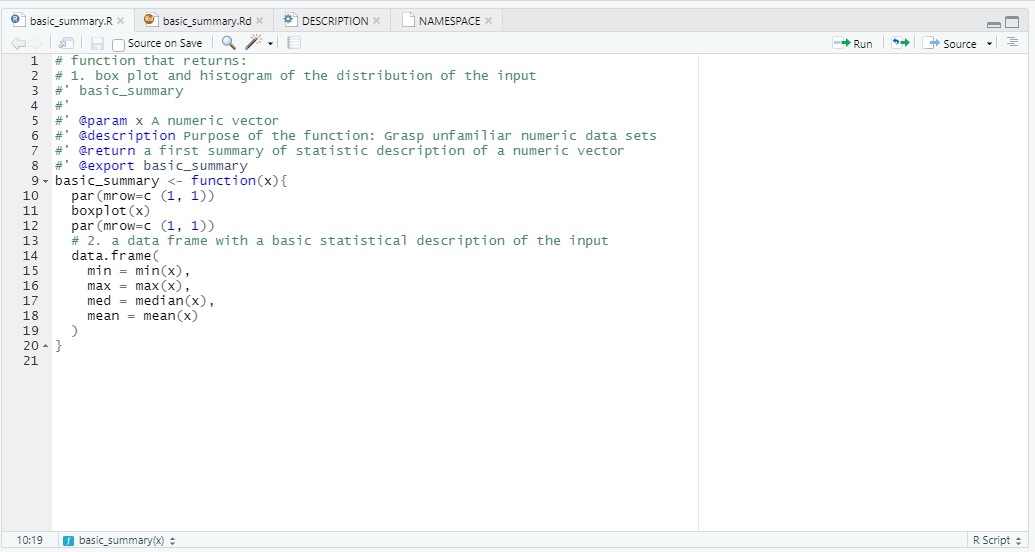 basic_summary.R
basic_summary.Rd
DESCRIPTION
NAMESPACE
Source on Save
Run
Source
1 # function that returns:
2 # 1. box plot and histogram of the distribution of the input
3 #' basic_summary
4 #'
5 #' @param x A numeric vector
6 #' @description Purpose of the function: Grasp unfamiliar numeric data sets
7 #' @return a first summary of statistic description of a numeric vector
8 #' @export basic_summary
9 basic_summary <- function(x){
10   par(mrow=c (1, 1))
11   boxplot(x)
12   par(mrow=c (1, 1))
13   # 2. a data frame with a basic statistical description of the input
14   data.frame(
15     min = min(x),
16     max = max(x),
17     med = median(x),
18     mean = mean(x)
19   )
20 }
21
10:19
basic_summary(x)
R Script